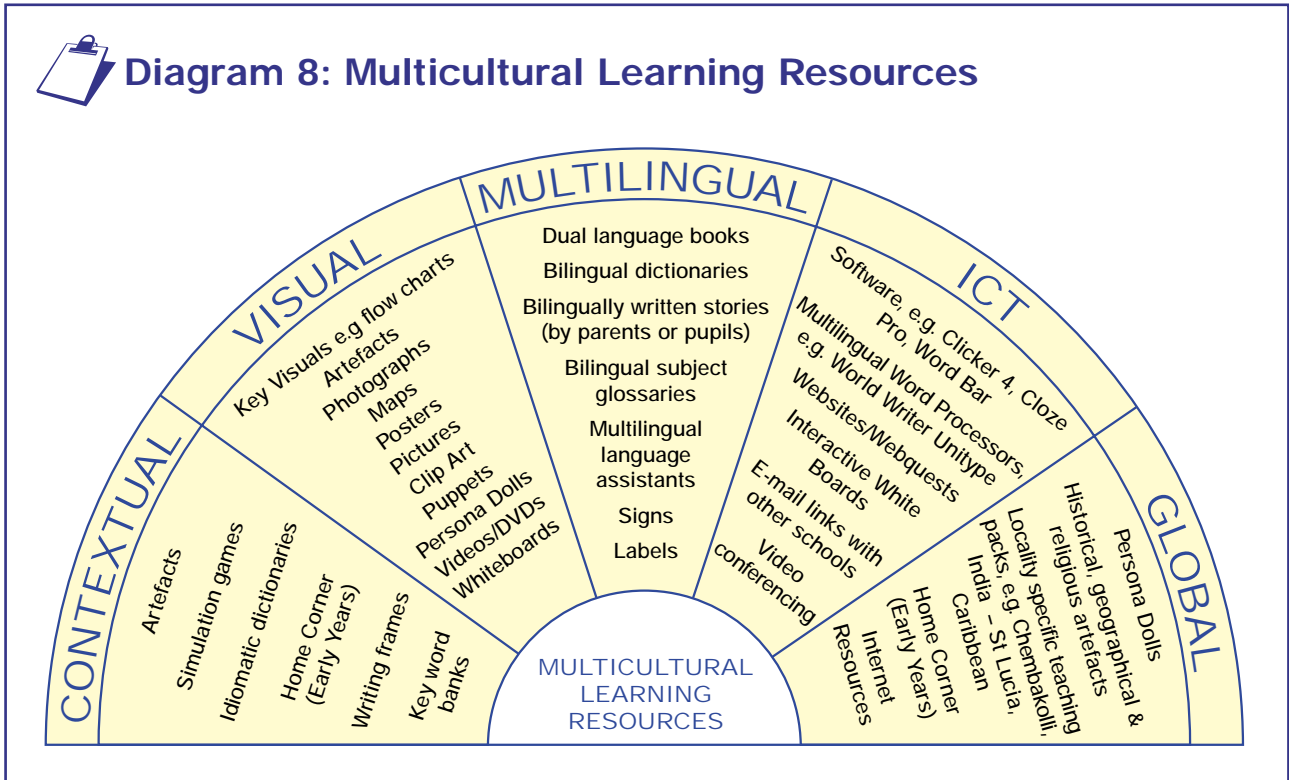 Diagram 8: Multicultural Learning Resources
CONTEXTUAL
Artefacts
Simulation games
Idiomatic dictionaries
Home Corner
(Early Years)
Writing frames
Key word
banks
VISUAL
Key Visuals e.g flow charts
Artefacts
Photographs
Maps
Posters
Pictures
Clip Art
Puppets
Persona Dolls
Videos/DVDs
Whiteboards
MULTILINGUAL
Dual language books
Bilingual dictionaries
Bilingually written stories
(by parents or pupils)
Bilingual subject
glossaries
Multilingual
language
assistants
Signs
Labels
ICT
Software, e.g. Clicker 4, Cloze
Pro, Word Bar
Multilingual Word Processors,
e.g. World Writer Unitype
Websites/Webquests
Interactive White
Boards
E-mail links with
other schools
Video
conferencing
GLOBAL
Persona Dolls
Historical, geographical &
religious artefacts
Locality specific teaching
packs, e.g. Chembakolli,
India – St Lucia,
Caribbean
Home Corner
(Early Years)
Internet
Resources
MULTICULTURAL
LEARNING
RESOURCES